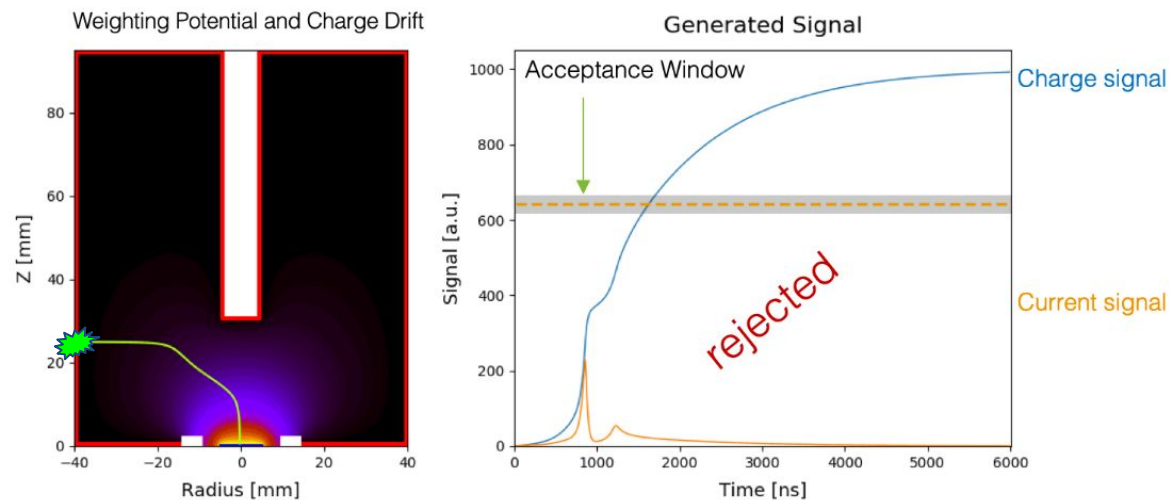 Weighting Potential and Charge Drift
80
60
40
20
0
Z [mm]
−40
−20
0
20
40
Radius [mm]
Generated Signal
Acceptance Window
1000
800
600
400
200
0
Signal [a.u.]
rejected
0
1000
2000
3000
4000
5000
6000
Time [ns]
Charge signal
Current signal